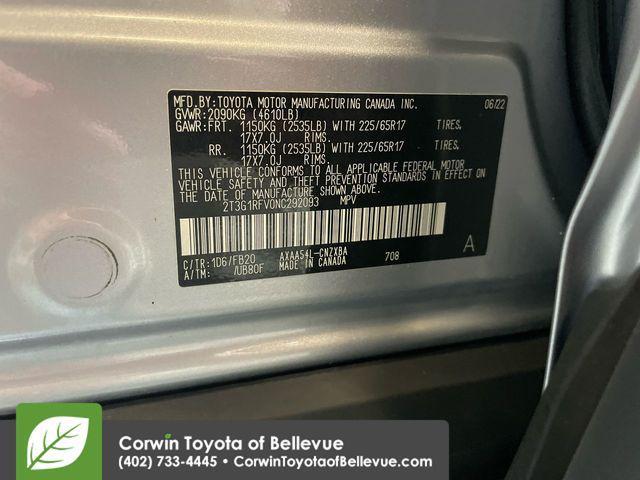 MFD.BY:TOYOTA MOTOR MANUFACTURING CANADA INC. 06/22
GVWR:2090KG (4610LB)
GAWR:FRT. 1150KG (2535LB) WITH 225/65R17 TIRES.
17X7.0J RIMS.
RR. 1150KG (2535LB) WITH 225/65R17 TIRES.
17X7.0J RIMS.
THIS VEHICLE CONFORMS TO ALL APPLICABLE FEDERAL MOTOR
VEHICLE SAFETY AND THEFT PREVENTION STANDARDS IN EFFECT ON
THE DATE OF MANUFACTURE SHOWN ABOVE.
2T3G1RFV0NC292093 MPV
C/TR:1D6/FB20 AXAA54L-CNZXBA 708 A
A/TM: /UB80F MADE IN CANADA
Corwin Toyota of Bellevue
(402) 733-4445 - CorwinToyotaofBellevue.com